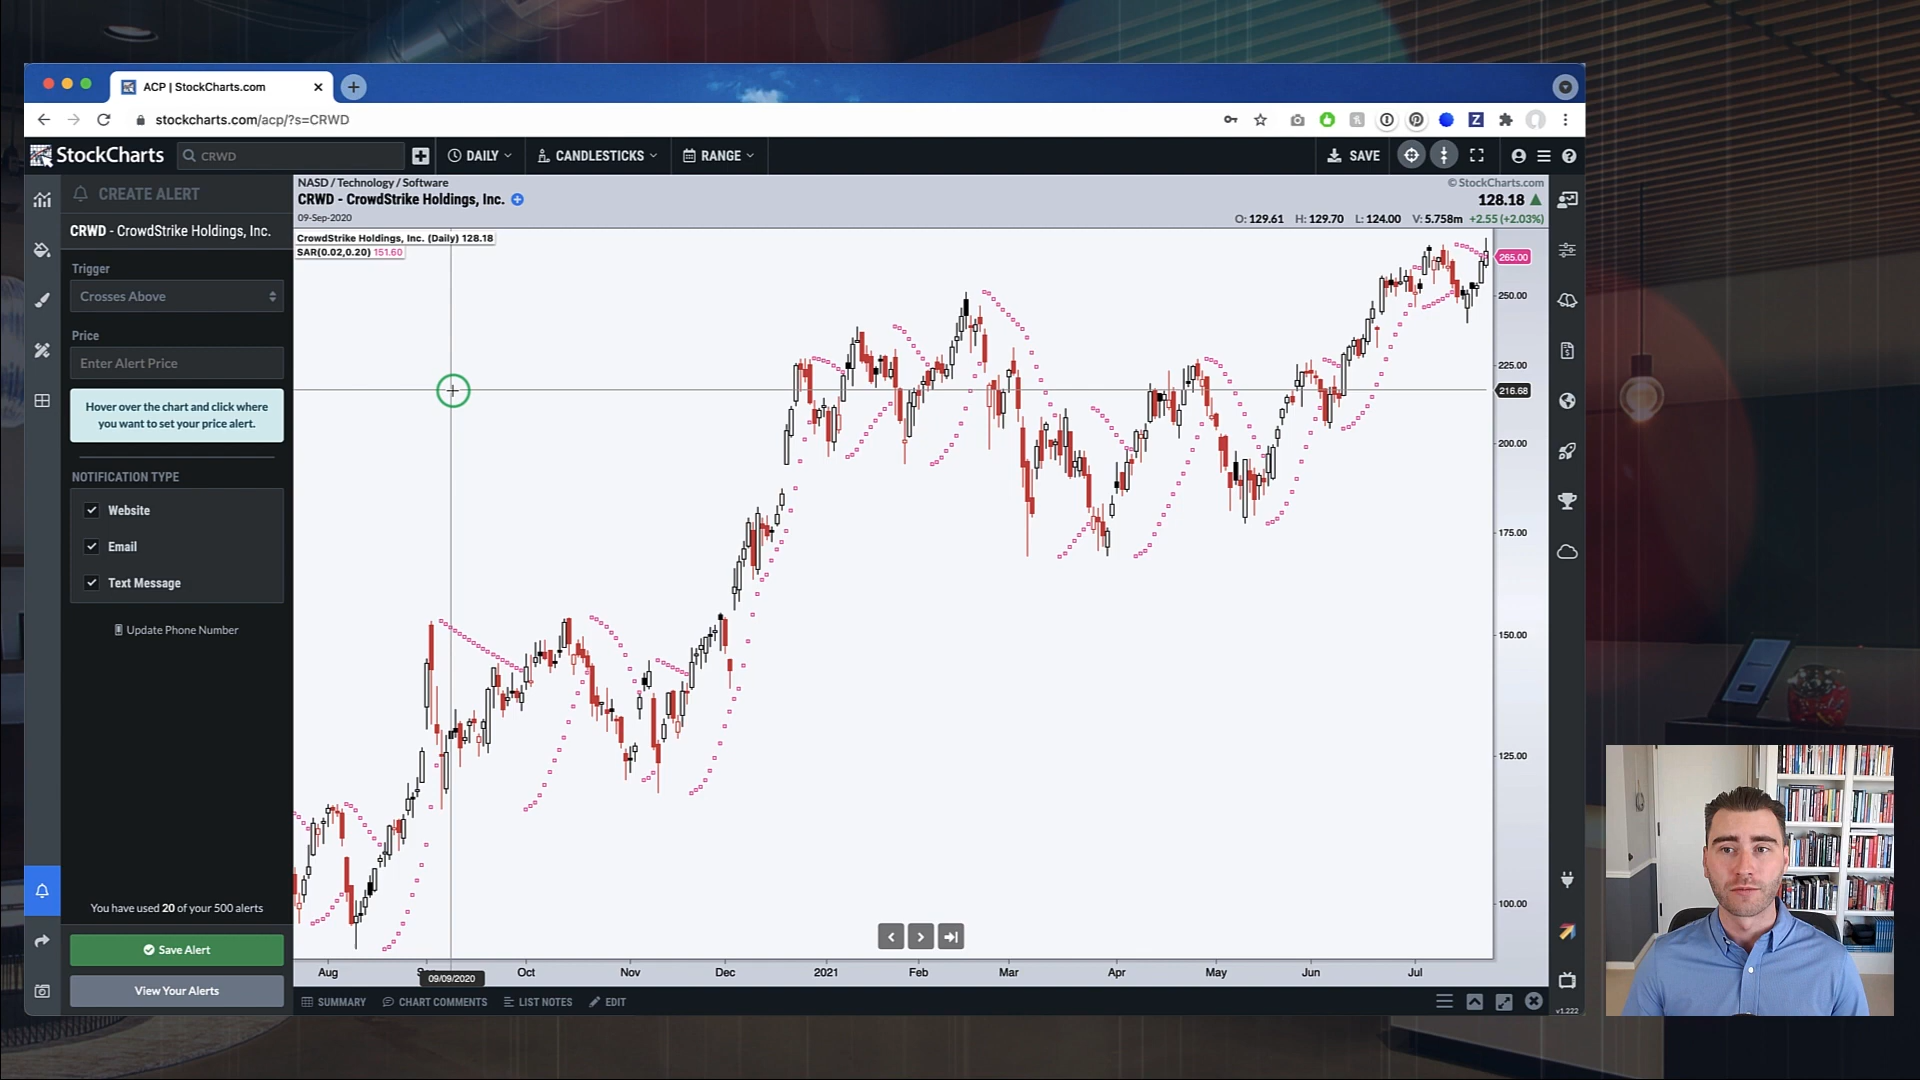 ACP | StockCharts.com
stockcharts.com/acp/?s=CRWD
StockCharts
CRWD
DAILY
CANDLESTICKS
RANGE
SAVE
CREATE ALERT
CRWD - CrowdStrike Holdings, Inc.
Trigger
Crosses Above
Price
Enter Alert Price
Hover over the chart and click where
you want to set your price alert.
NOTIFICATION TYPE
Website
Email
Text Message
Update Phone Number
You have used 20 of your 500 alerts
Save Alert
View Your Alerts
NASD / Technology / Software
CRWD - CrowdStrike Holdings, Inc.
09-Sep-2020
© StockCharts.com
128.18
O: 129.61 H: 129.70 L: 124.00 V: 5.758m +2.55 (+2.03%)
CrowdStrike Holdings, Inc. (Daily) 128.18
SAR(0.02,0.20) 151.60
265.00
250.00
225.00
216.68
200.00
175.00
150.00
125.00
100.00
Aug
Oct
Nov
Dec
2021
Feb
Mar
Apr
May
Jun
Jul
09/09/2020
SUMMARY
CHART COMMENTS
LIST NOTES
EDIT
v1.222